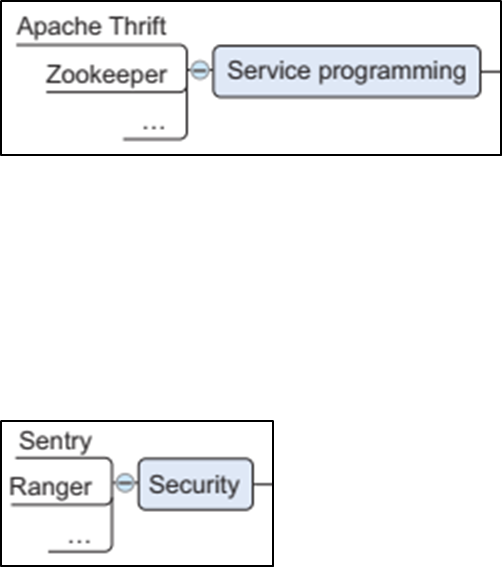 Apache Thrift
Zookeeper
...
Service programming
Sentry
Ranger
...
Security